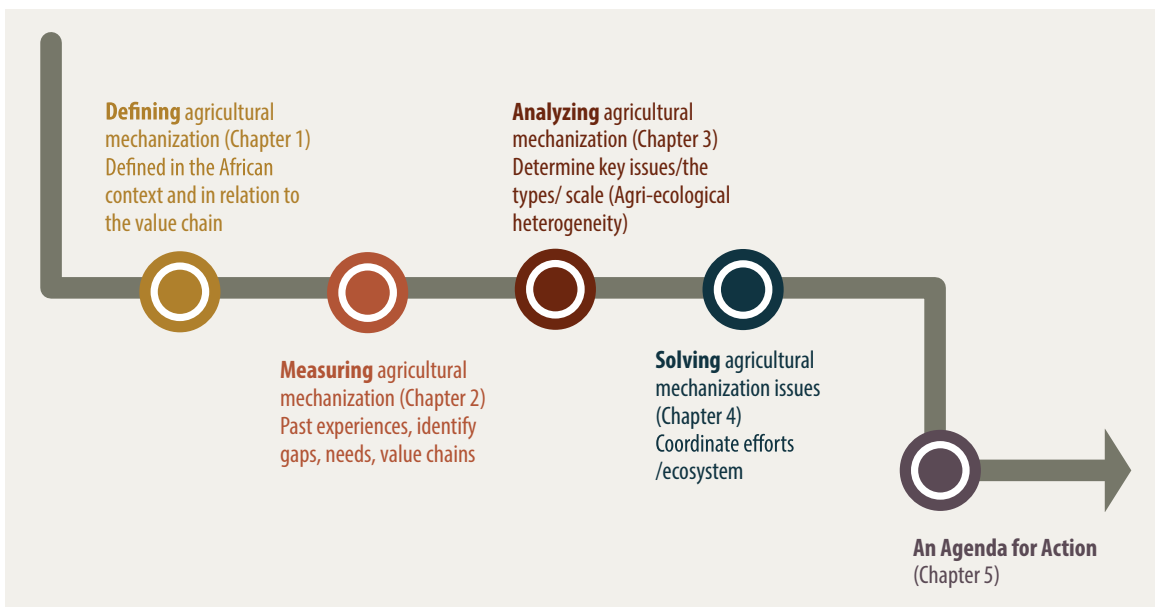 Defining agricultural
mechanization (Chapter 1)
Defined in the African
context and in relation to
the value chain
Measuring agricultural
mechanization (Chapter 2)
Past experiences, identify
gaps, needs, value chains
Analyzing agricultural
mechanization (Chapter 3)
Determine key issues/the
types/ scale (Agri-ecological
heterogeneity)
Solving agricultural
mechanization issues
(Chapter 4)
Coordinate efforts
/ecosystem
An Agenda for Action
(Chapter 5)